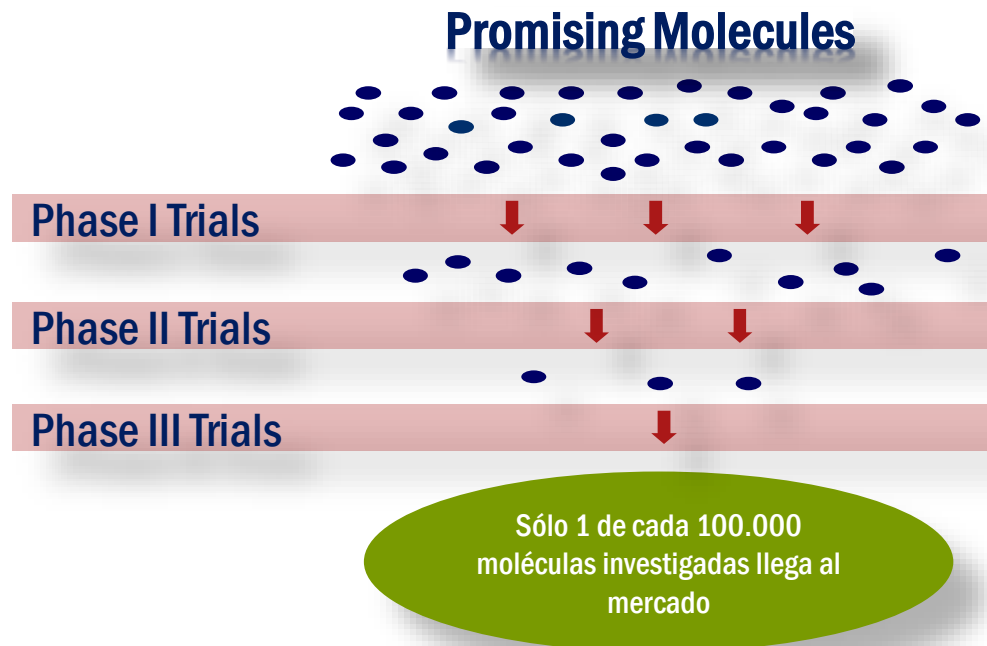 Promising Molecules
Phase I Trials
Phase II Trials
Phase III Trials
Sólo 1 de cada 100.000
moléculas investigadas llega al
mercado